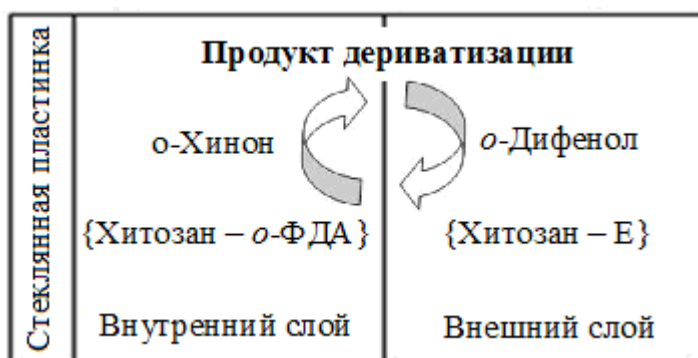 Стеклянная пластинка
Продукт дериватизации
о-Хинон
о-Дифенол
{Хитозан – о-ФДА}
{Хитозан – Е}
Внутренний слой
Внешний слой